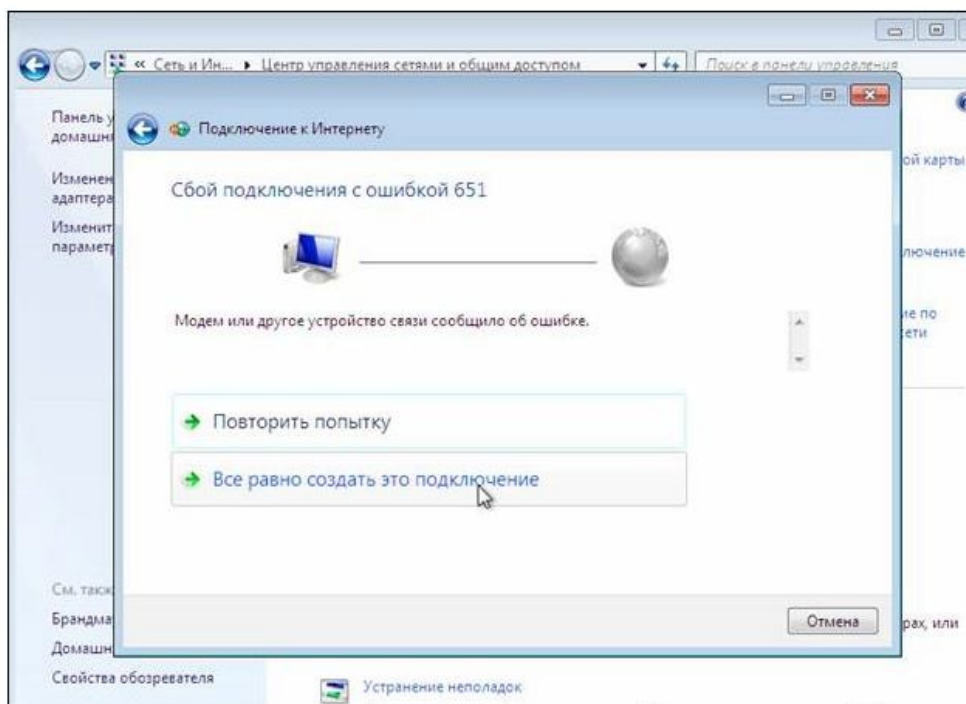 « Сеть и Ин... ▸ Центр управления сетями и общим доступом
Поиск в панели управления
Панель у
домашн
Изменен
адаптера
Изменит
парамет
Подключение к Интернету
Сбой подключения с ошибкой 651
Модем или другое устройство связи сообщило об ошибке.
Повторить попытку
Все равно создать это подключение
Отмена
ой карты
лючение
ие по
сети
рах, или
См. такж
Брандма
Домашн
Свойства обозревателя
Устранение неполадок